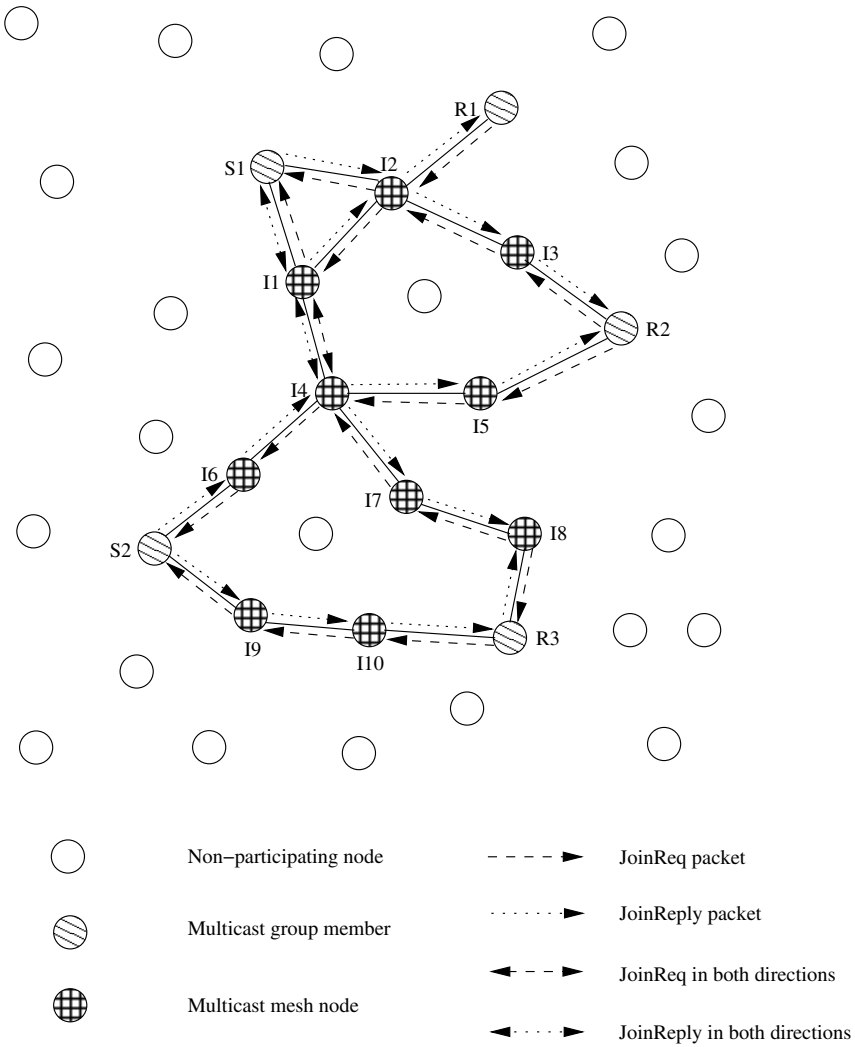 R1
I2
S1
I3
I1
R2
I4
I5
I6
I7
I8
S2
R3
I9
I10
Non−participating node
JoinReq packet
Multicast group member
JoinReply packet
Multicast mesh node
JoinReq in both directions
JoinReply in both directions